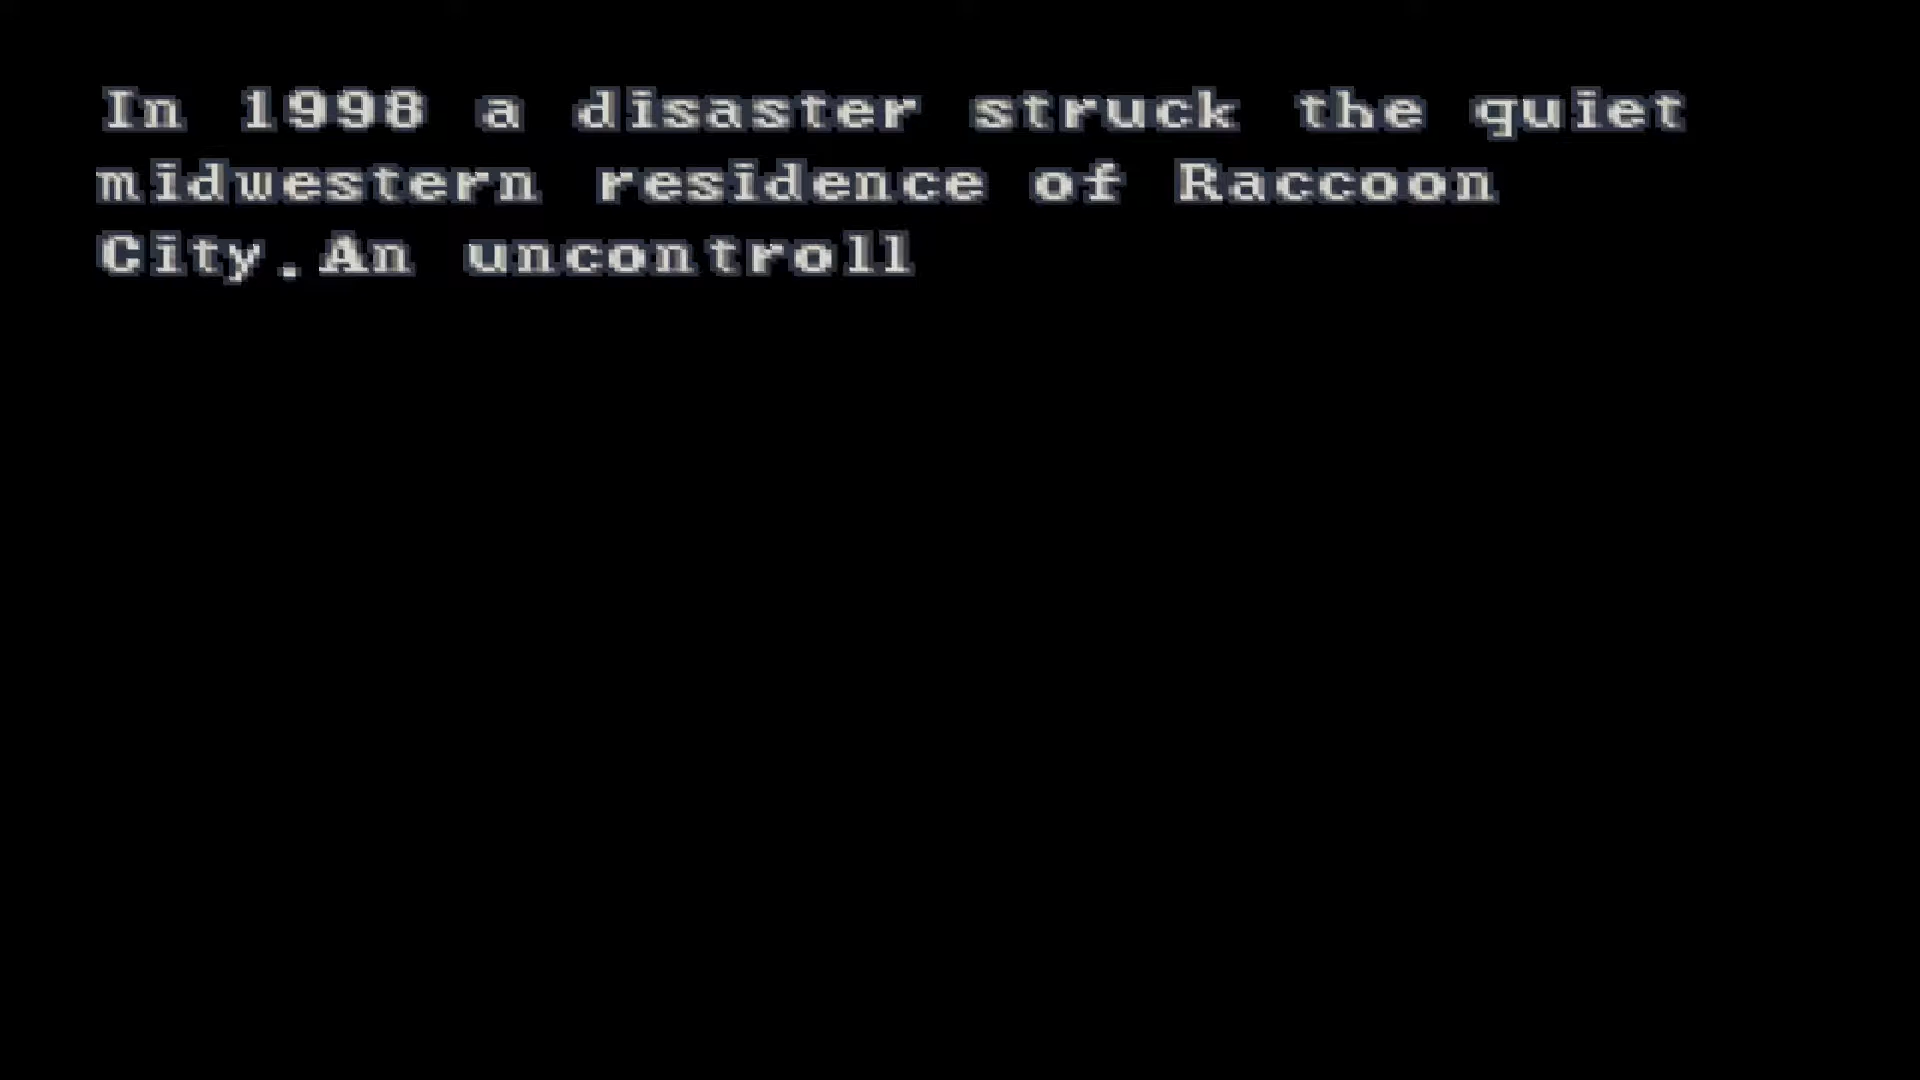 In 1998 a disaster struck the quiet
midwestern residence of Raccoon
City.An uncontroll